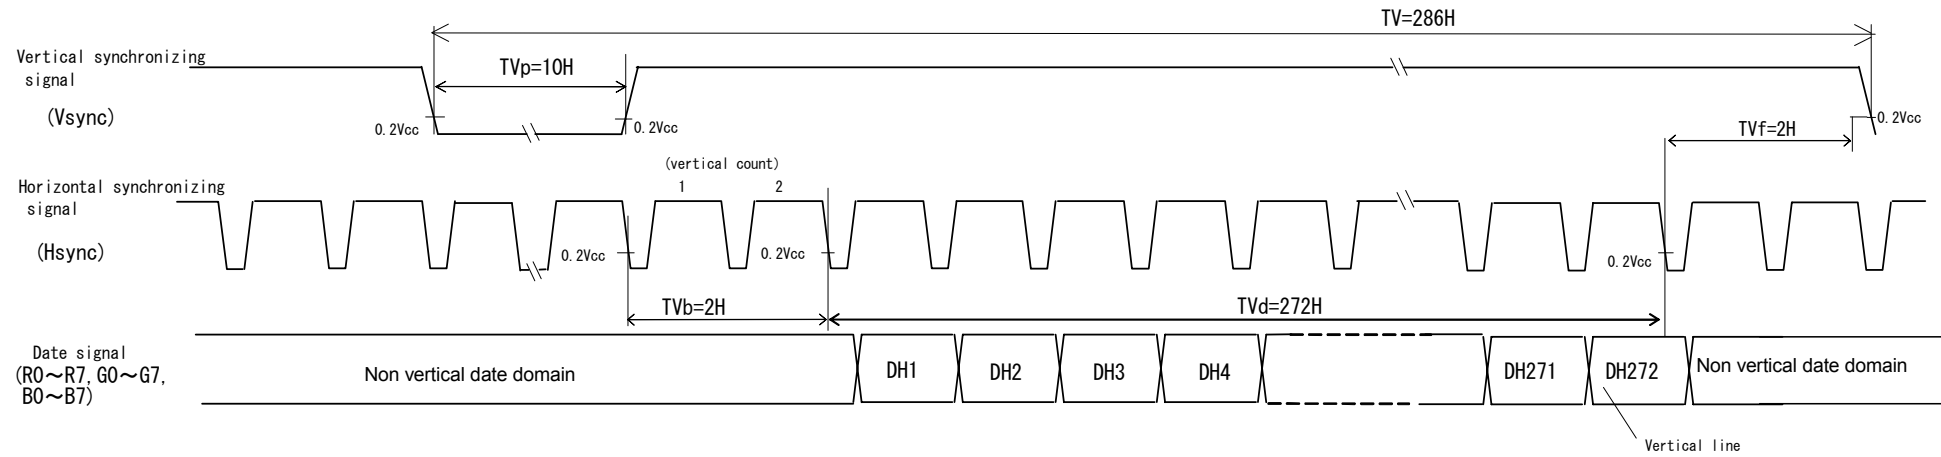 TV=286H
Vertical synchronizing
signal
(Vsync)
TVp=10H
0.2Vcc
0.2Vcc
0.2Vcc
TVf=2H
(vertical count)
1 2
Horizontal synchronizing
signal
(Hsync)
0.2Vcc
0.2Vcc
0.2Vcc
TVb=2H
TVd=272H
Date signal
(R0～R7,G0～G7,
B0～B7)
Non vertical date domain
DH1
DH2
DH3
DH4
DH271
DH272
Non vertical date domain
Vertical line